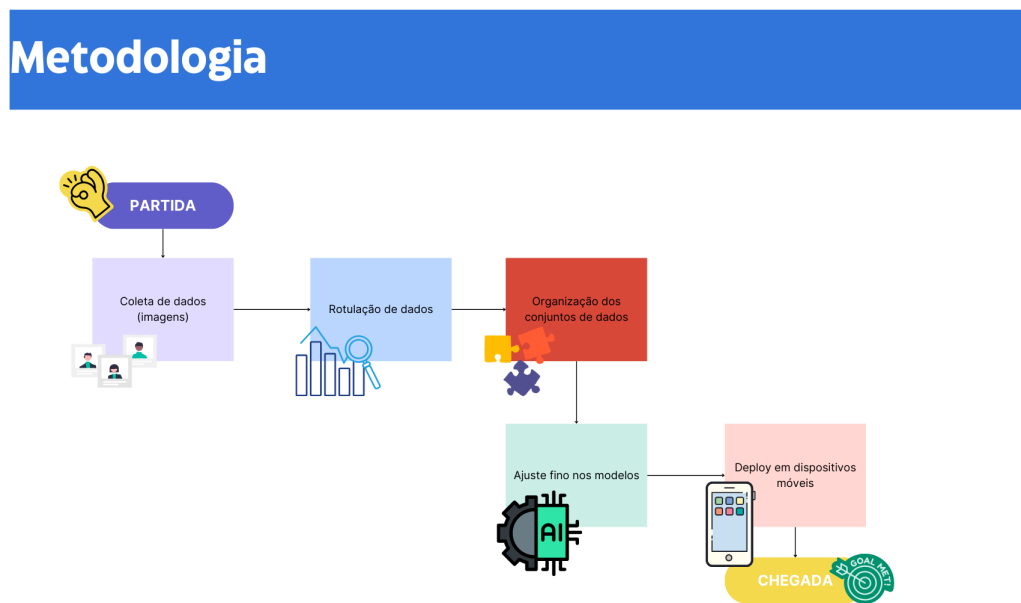 Metodologia
PARTIDA
Coleta de dados
(imagens)
Rotulação de dados
Organização dos
conjuntos de dados
Ajuste fino nos modelos
AI
Deploy em dispositivos
móveis
CHEGADA
GOAL MET!